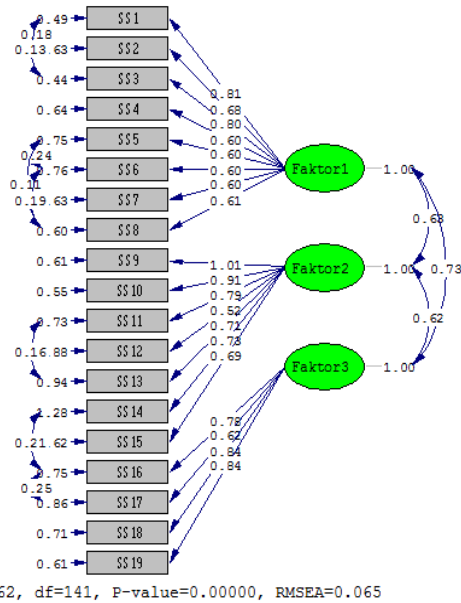 0.49 SS1
0.18
0.13 .63 SS2
0.44 SS3
0.81
0.68
0.80
0.64 SS4
0.60
0.75 SS5
0.60
0.24
0.76 SS6
0.60
Faktor1 1.00
0.11
0.60
0.19 .63 SS7
0.61
0.60 SS8
0.63
0.61 SS9
1.01
Faktor2 1.00 0.73
0.91
0.55 SS10
0.79
0.52
0.73 SS11
0.71
0.62
0.73
0.16 .88 SS12
0.69
Faktor3 1.00
0.94 SS13
1.28 SS14
0.78
0.62
0.21 .62 SS15
0.84
0.75 SS16
0.84
0.25
0.86 SS17
0.71 SS18
0.61 SS19
62, df=141, P-value=0.00000, RMSEA=0.065